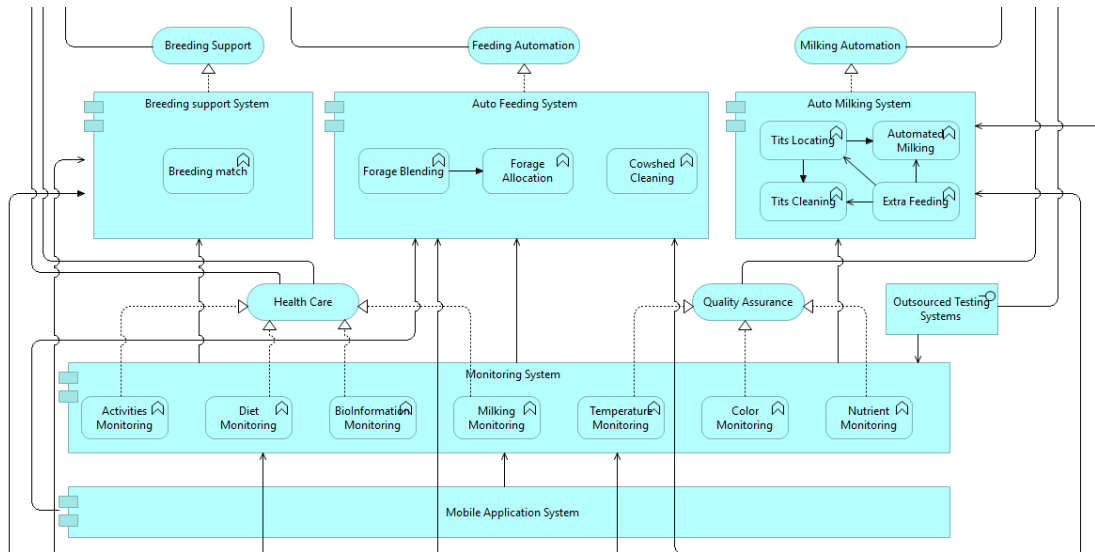 Breeding Support
Feeding Automation
Milking Automation
Breeding support System
Auto Feeding System
Auto Milking System
Breeding match
Forage Blending
Forage
Allocation
Cowshed
Cleaning
Tits Locating
Automated
Milking
Tits Cleaning
Extra Feeding
Health Care
Quality Assurance
Outsourced Testing
Systems
Monitoring System
Activities
Monitoring
Diet
Monitoring
BioInformation
Monitoring
Milking
Monitoring
Temperature
Monitoring
Color
Monitoring
Nutrient
Monitoring
Mobile Application System